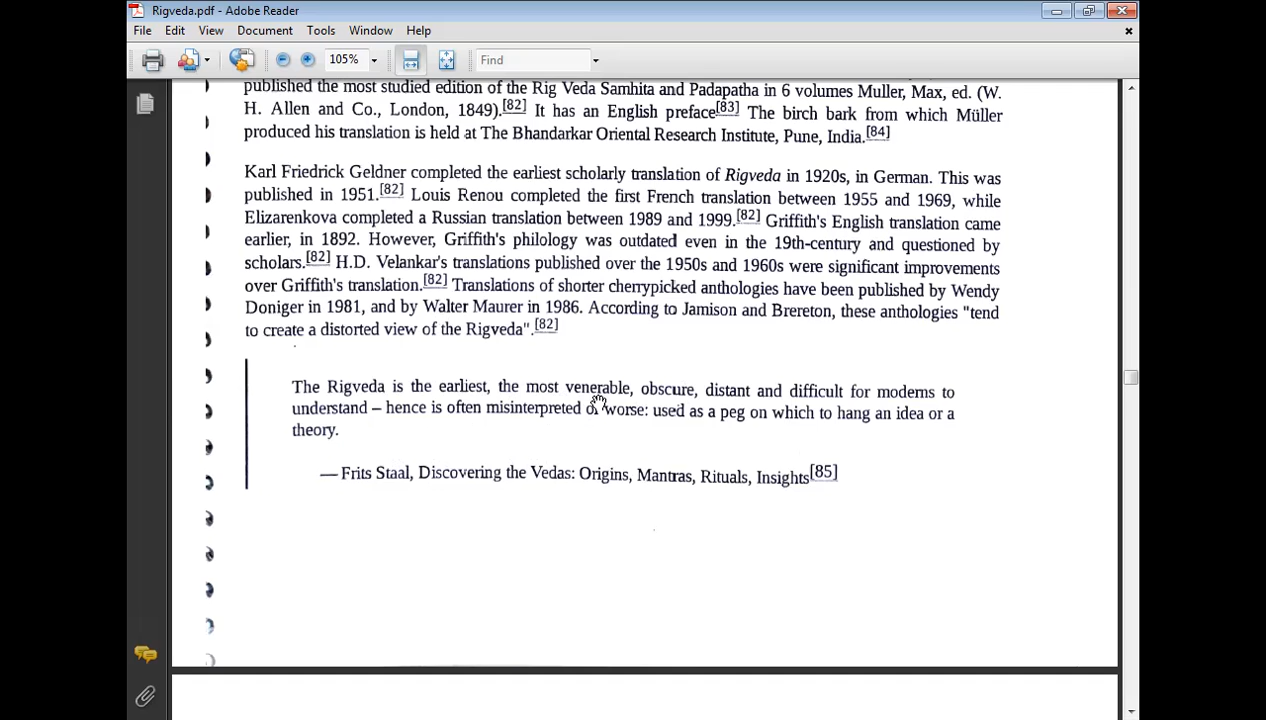 Rigveda.pdf - Adobe Reader
File Edit View Document Tools Window Help
105% Find
published the most studied edition of the Rig Veda Samhita and Padapatha in 6 volumes Muller, Max, ed. (W.
H. Allen and Co., London, 1849).[82] It has an English preface[83] The birch bark from which Müller
produced his translation is held at The Bhandarkar Oriental Research Institute, Pune, India.[84]
Karl Friedrick Geldner completed the earliest scholarly translation of Rigveda in 1920s, in German. This was
published in 1951.[82] Louis Renou completed the first French translation between 1955 and 1969, while
Elizarenkova completed a Russian translation between 1989 and 1999.[82] Griffith's English translation came
earlier, in 1892. However, Griffith's philology was outdated even in the 19th-century and questioned by
scholars.[82] H.D. Velankar's translations published over the 1950s and 1960s were significant improvements
over Griffith's translation.[82] Translations of shorter cherrypicked anthologies have been published by Wendy
Doniger in 1981, and by Walter Maurer in 1986. According to Jamison and Brereton, these anthologies "tend
to create a distorted view of the Rigveda".[82]
The Rigveda is the earliest, the most venerable, obscure, distant and difficult for moderns to
understand – hence is often misinterpreted or worse: used as a peg on which to hang an idea or a
theory.
— Frits Staal, Discovering the Vedas: Origins, Mantras, Rituals, Insights[85]